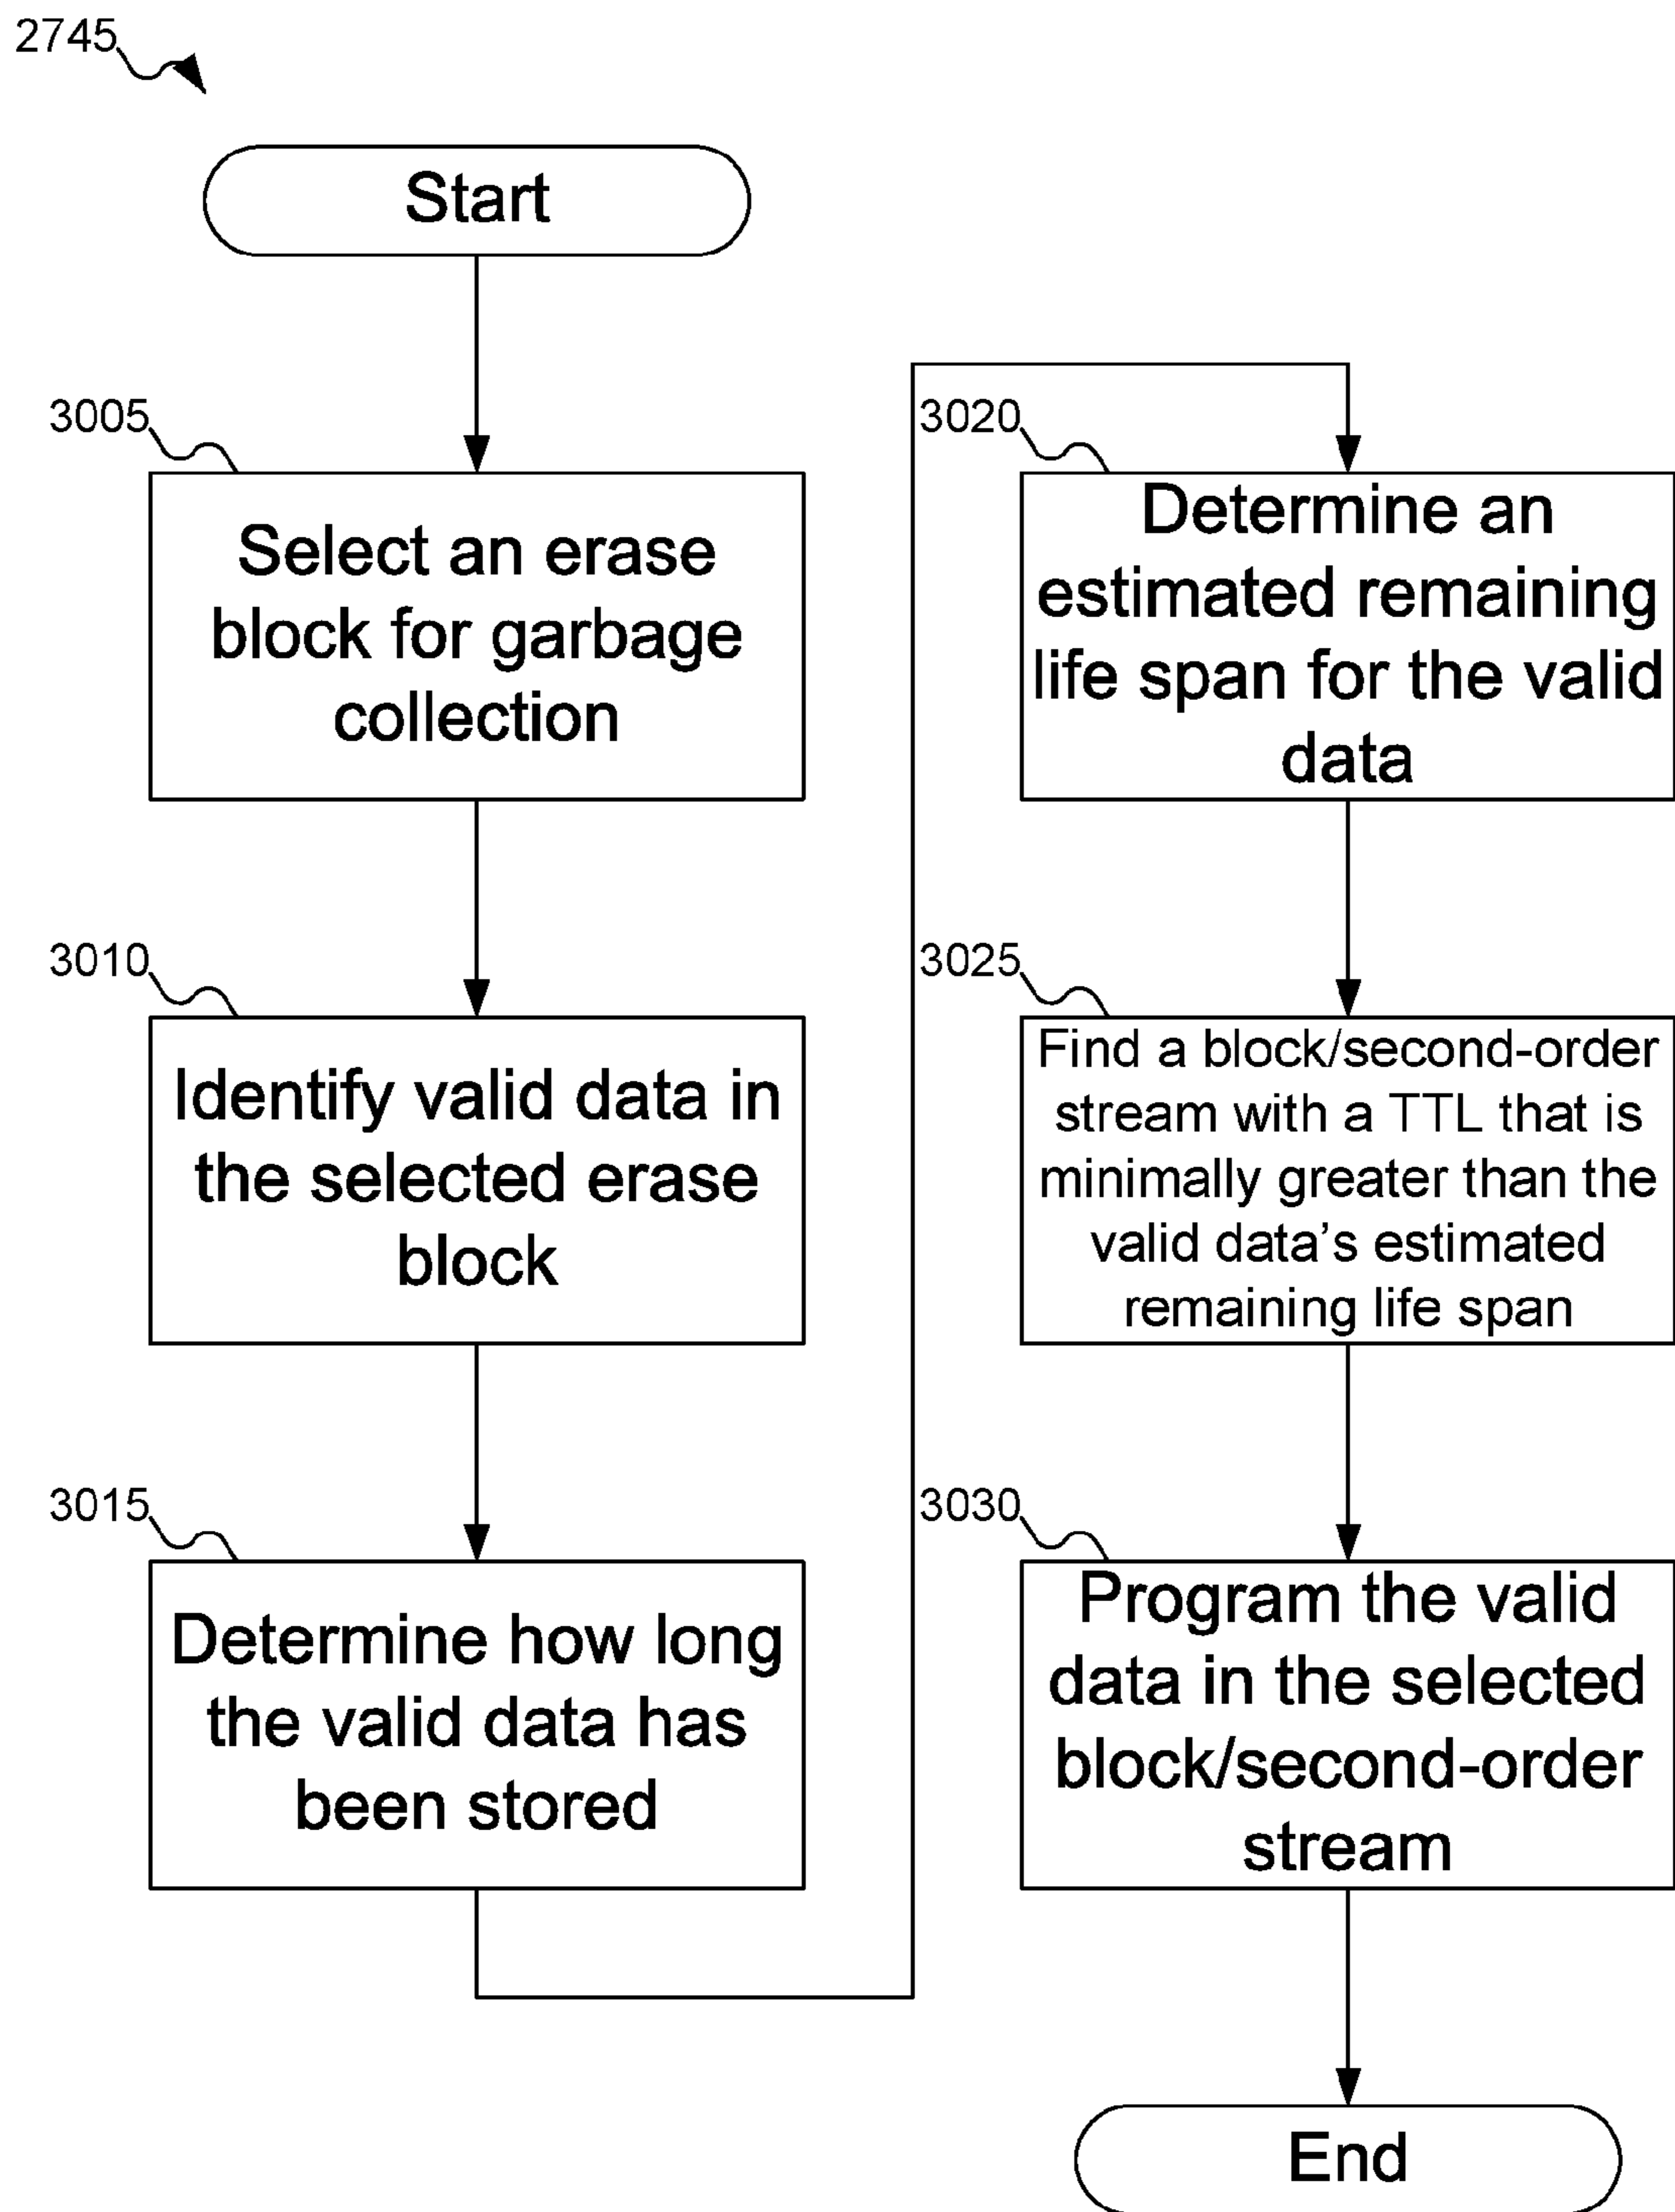 2745
Start
3005
Select an erase
block for garbage
collection
3010
Identify valid data in
the selected erase
block
3015
Determine how long
the valid data has
been stored
3020
Determine an
estimated remaining
life span for the valid
data
3025
Find a block/second-order
stream with a TTL that is
minimally greater than the
valid data’s estimated
remaining life span
3030
Program the valid
data in the selected
block/second-order
stream
End